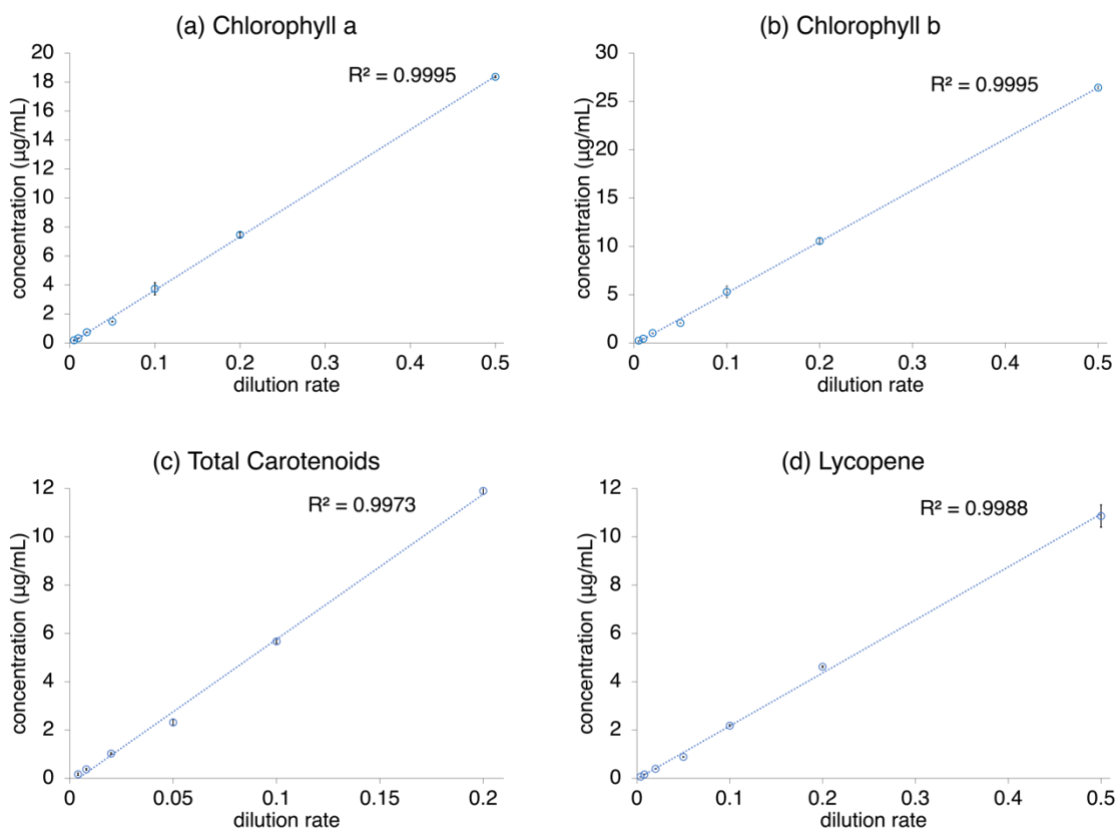 (a) Chlorophyll a
R² = 0.9995
concentration (µg/mL)
20
18
16
14
12
10
8
6
4
2
0
0 0.1 0.2 0.3 0.4 0.5
dilution rate
(b) Chlorophyll b
R² = 0.9995
concentration (µg/mL)
30
25
20
15
10
5
0
0 0.1 0.2 0.3 0.4 0.5
dilution rate
(c) Total Carotenoids
R² = 0.9973
concentration (µg/mL)
12
10
8
6
4
2
0
0 0.05 0.1 0.15 0.2
dilution rate
(d) Lycopene
R² = 0.9988
concentration (µg/mL)
12
10
8
6
4
2
0
0 0.1 0.2 0.3 0.4 0.5
dilution rate